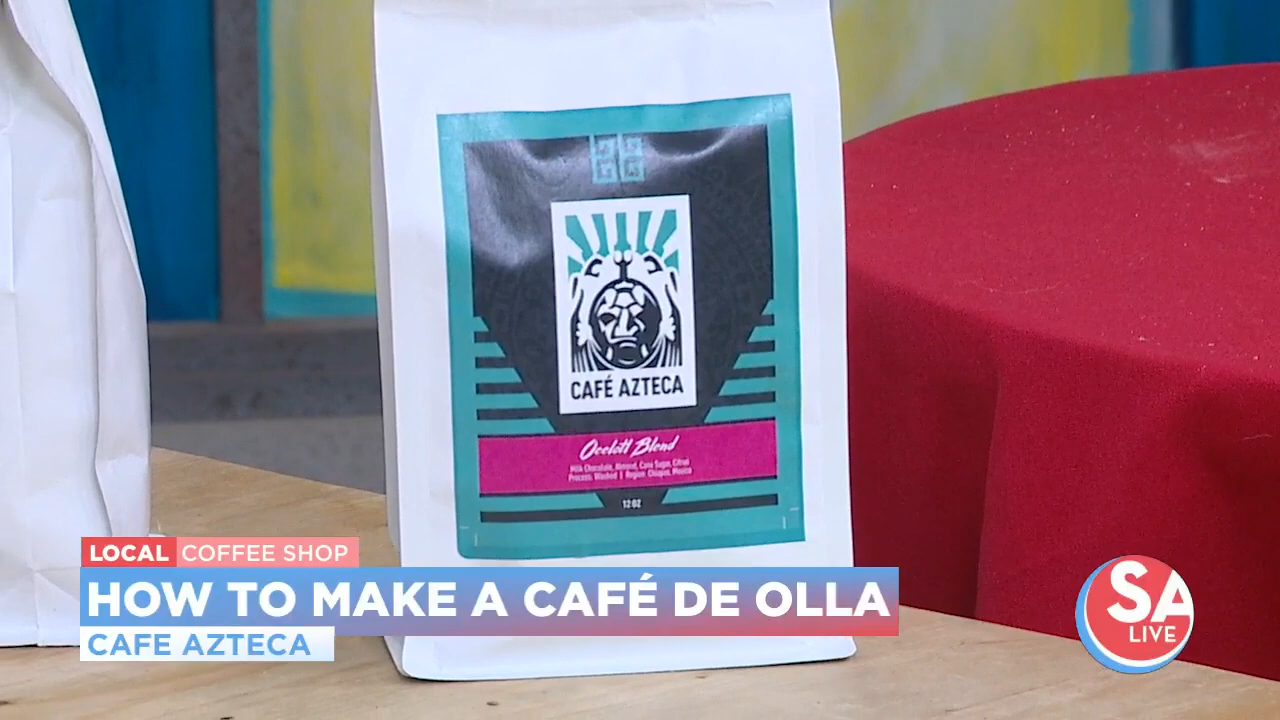 CAFÉ AZTECA
Ocelotl Blend
Milk Chocolate, Almond, Cane Sugar, Citrus
Process: Washed | Region: Chiapas, Mexico
12 OZ
LOCAL COFFEE SHOP
HOW TO MAKE A CAFÉ DE OLLA
CAFE AZTECA
SA
LIVE